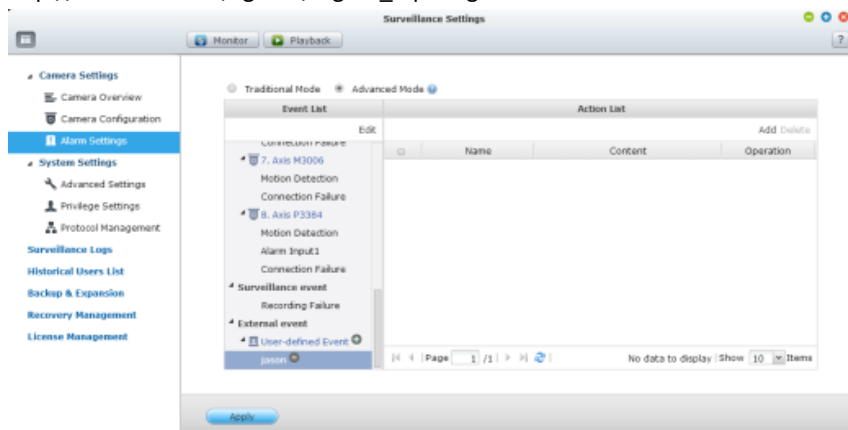 Surveillance Settings
Monitor
Playback
?
Camera Settings
Camera Overview
Camera Configuration
Alarm Settings
System Settings
Advanced Settings
Privilege Settings
Protocol Management
Surveillance Logs
Historical Users List
Backup & Expansion
Recovery Management
License Management
Traditional Mode Advanced Mode
Event List
Edit
Connection Failure
7. Axis M3006
Motion Detection
Connection Failure
8. Axis P3364
Motion Detection
Alarm Input1
Connection Failure
Surveillance event
Recording Failure
External event
User-defined Event
jason
Action List
Add Delete
Name Content Operation
Page 1 /1 No data to display Show 10 Items
Apply